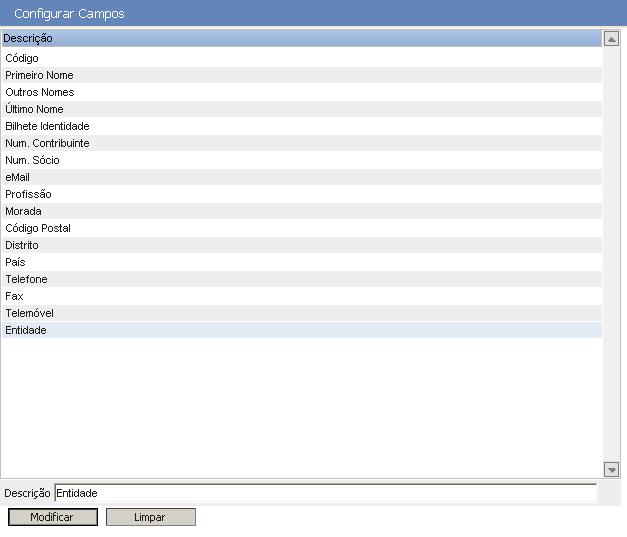 Configurar Campos
Descrição
Código
Primeiro Nome
Outros Nomes
Último Nome
Bilhete Identidade
Num. Contribuinte
Num. Sócio
eMail
Profissão
Morada
Código Postal
Distrito
País
Telefone
Fax
Telemóvel
Entidade
Descrição Entidade
Modificar Limpar